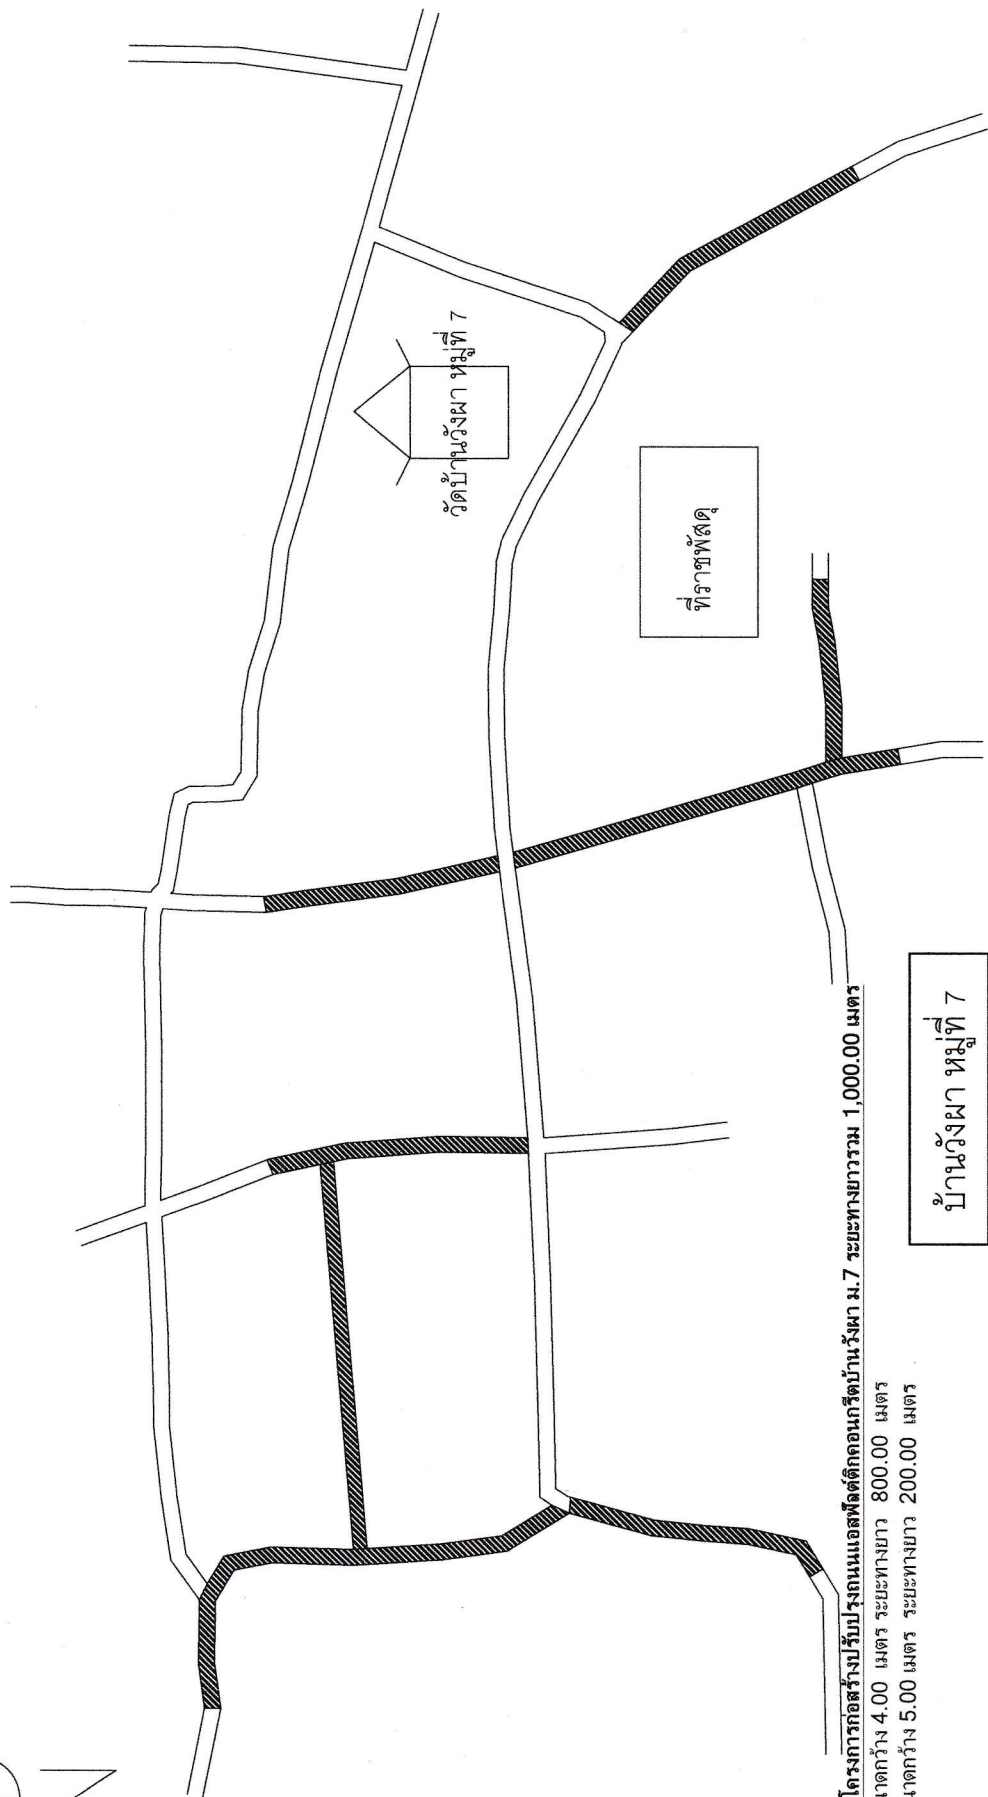 วัดบ้านวังผา หมู่ที่ 7
ที่ราชพัสดุ
บ้านวังผา หมู่ที่ 7
โครงการก่อสร้างปรับปรุงถนนแอสฟัลต์ติกคอนกรีตบ้านวังผา ม.7 ระยะทางยาวรวม 1,000.00 เมตร
นาดกว้าง 4.00 เมตร ระยะทางยาว 800.00 เมตร
นาดกว้าง 5.00 เมตร ระยะทางยาว 200.00 เมตร